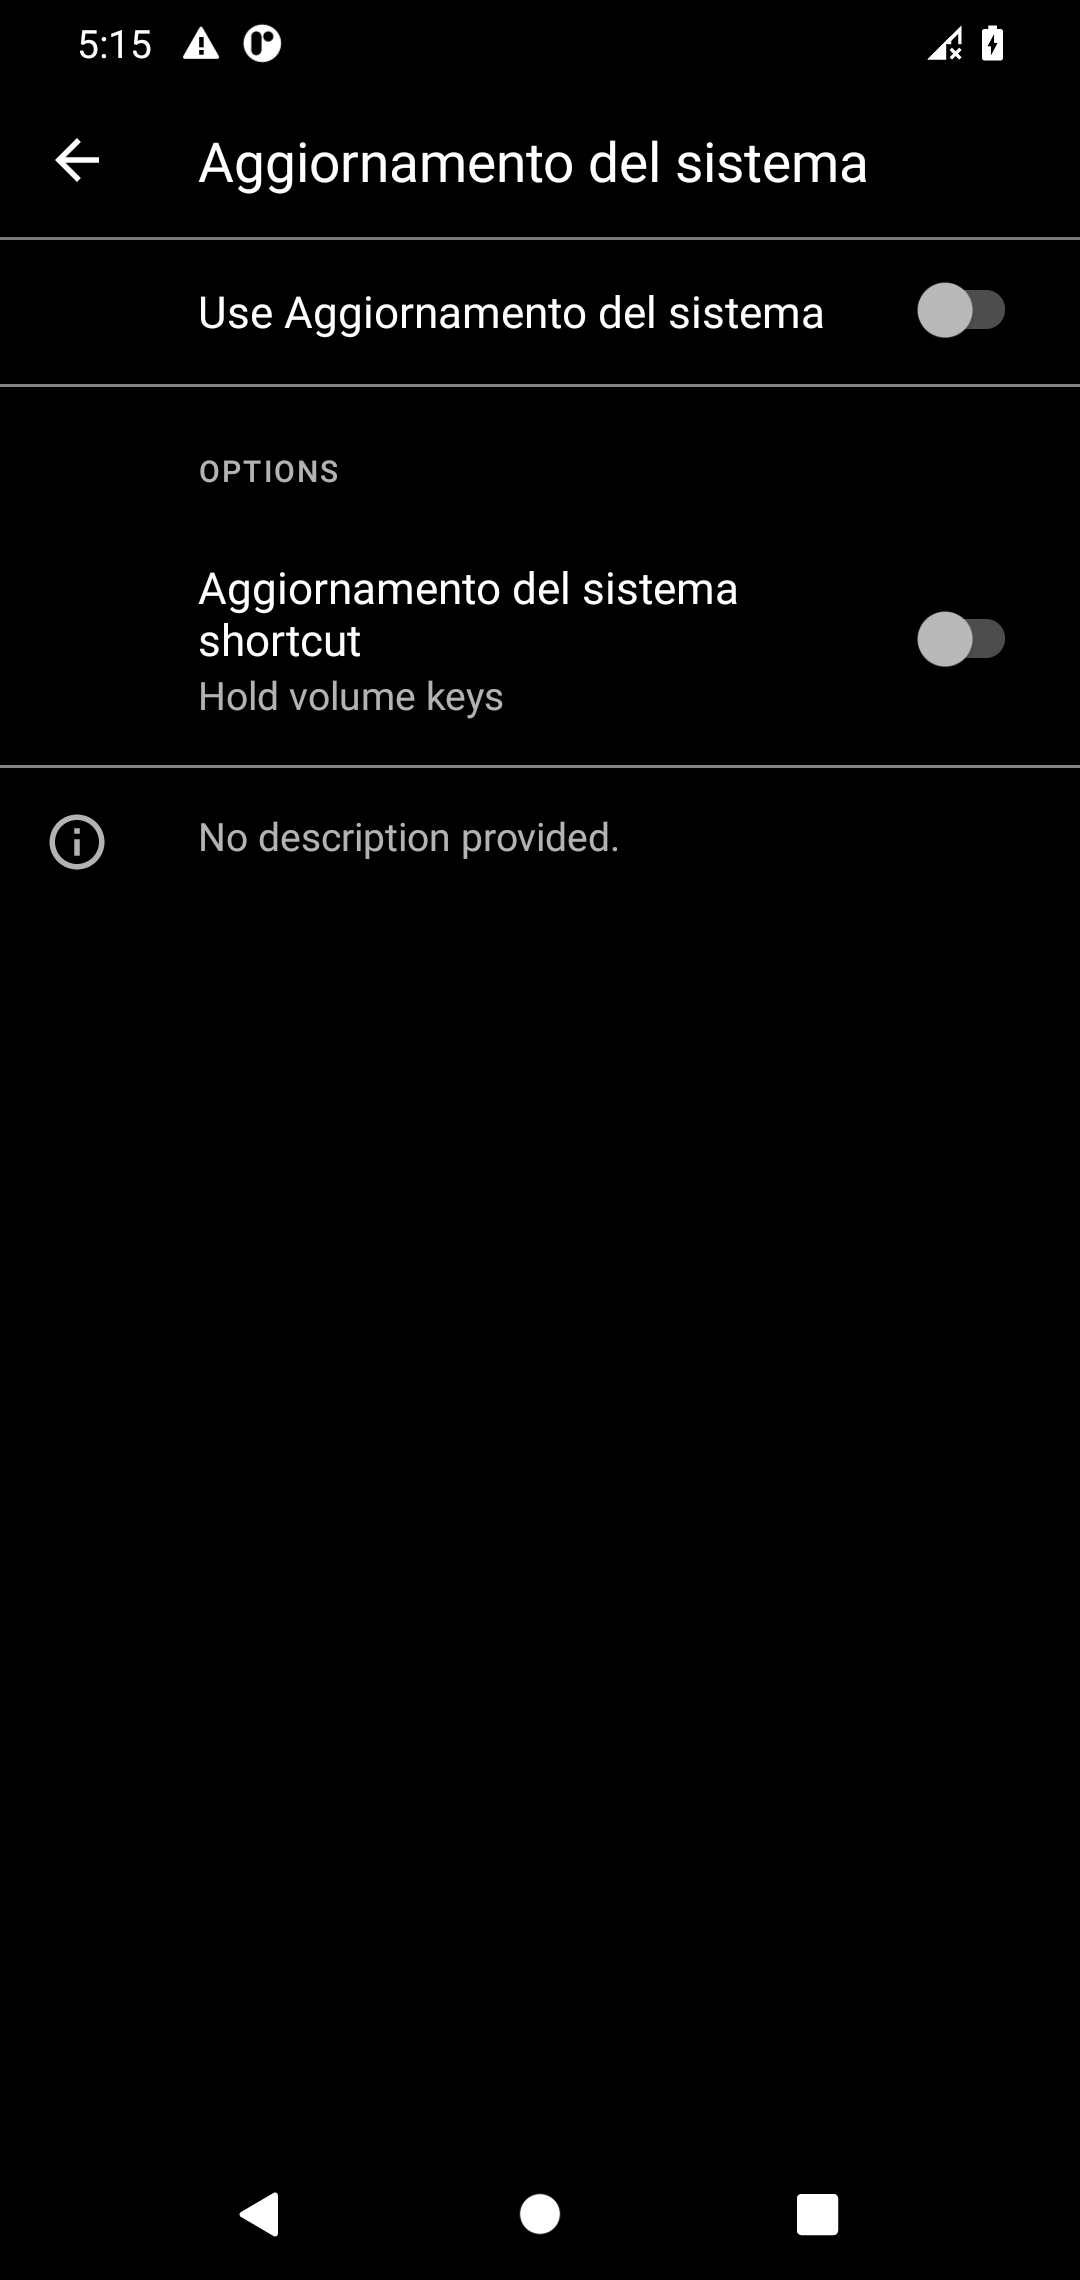 5:15
Aggiornamento del sistema
Use Aggiornamento del sistema
OPTIONS
Aggiornamento del sistema
shortcut
Hold volume keys
No description provided.